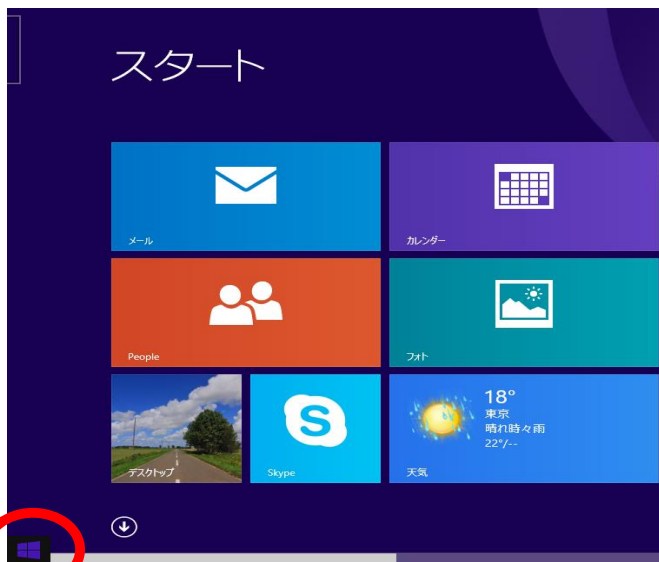 スタート
メール
カレンダー
People
フォト
デスクトップ
Skype
18°
東京
晴れ時々雨
22°/--
天気